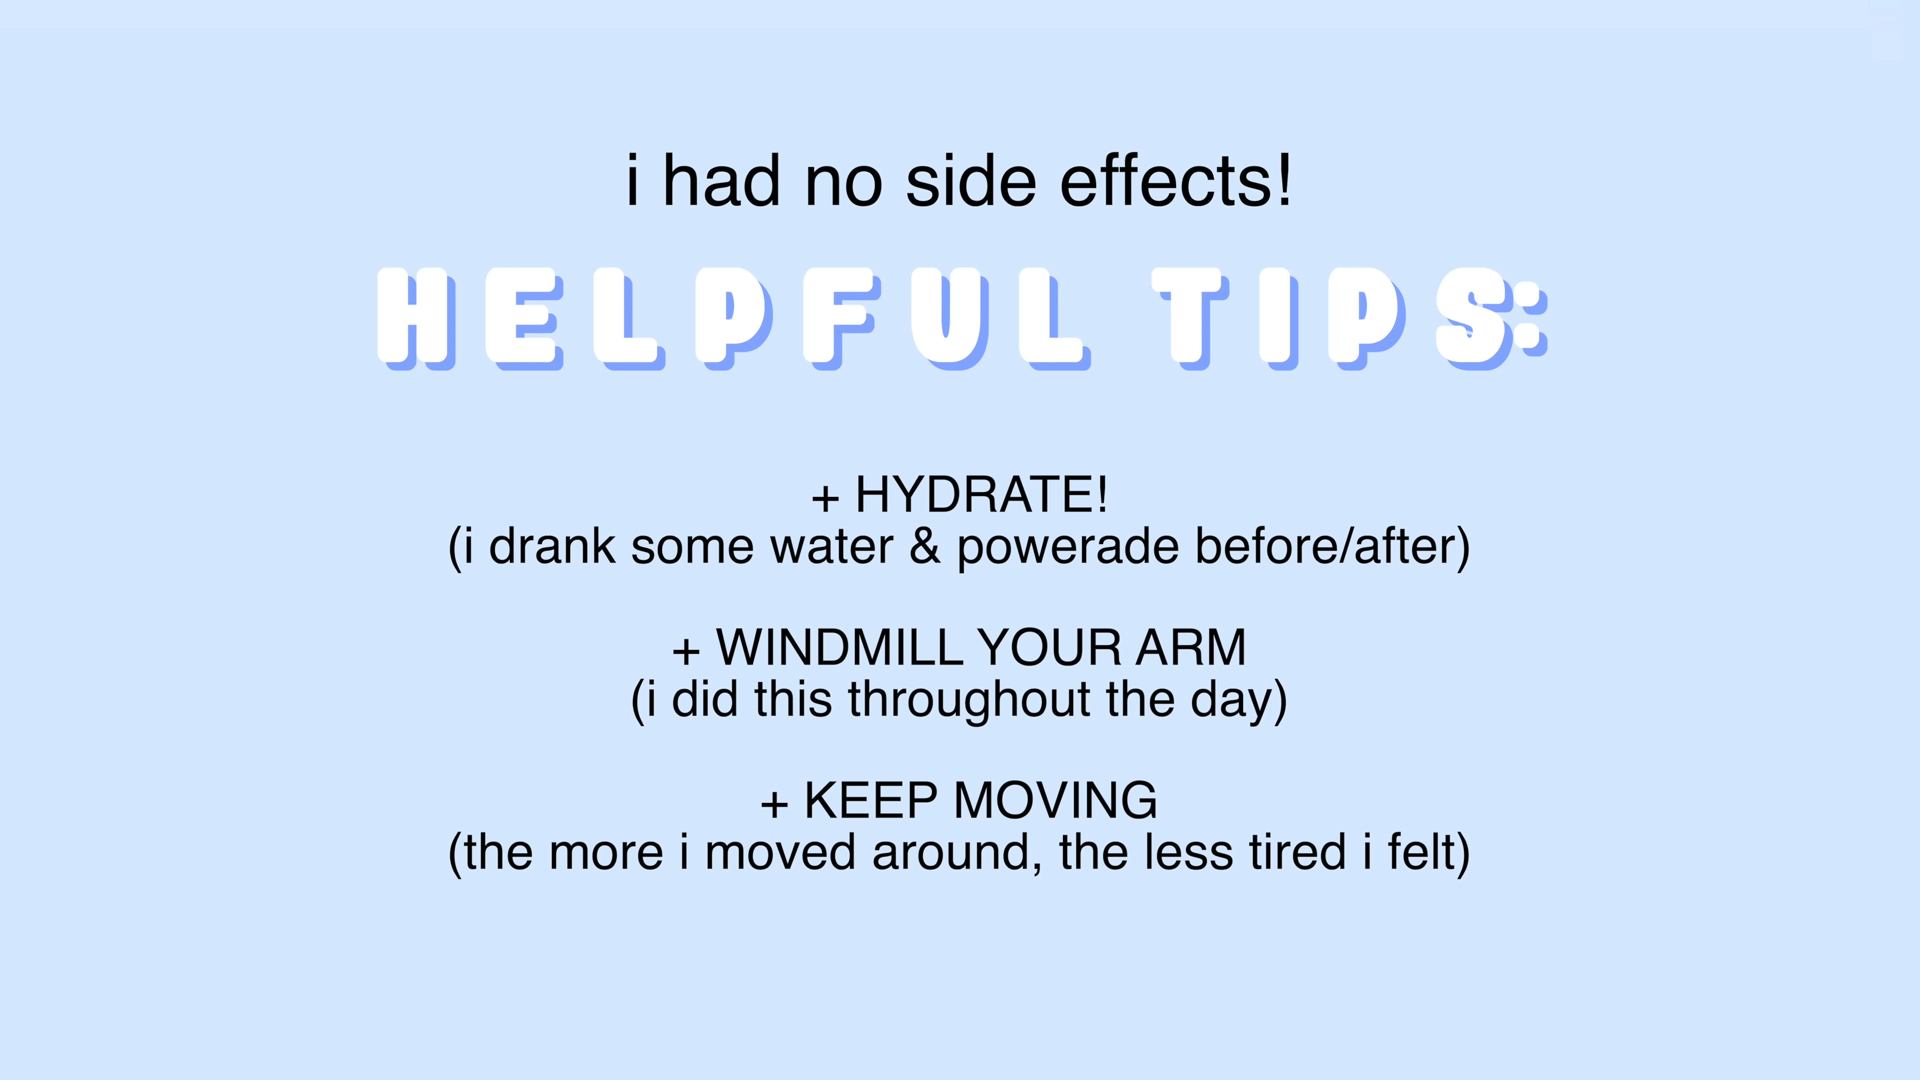 i had no side effects!
HELPFUL TIPS:
+ HYDRATE!
(i drank some water & powerade before/after)
+ WINDMILL YOUR ARM
(i did this throughout the day)
+ KEEP MOVING
(the more i moved around, the less tired i felt)